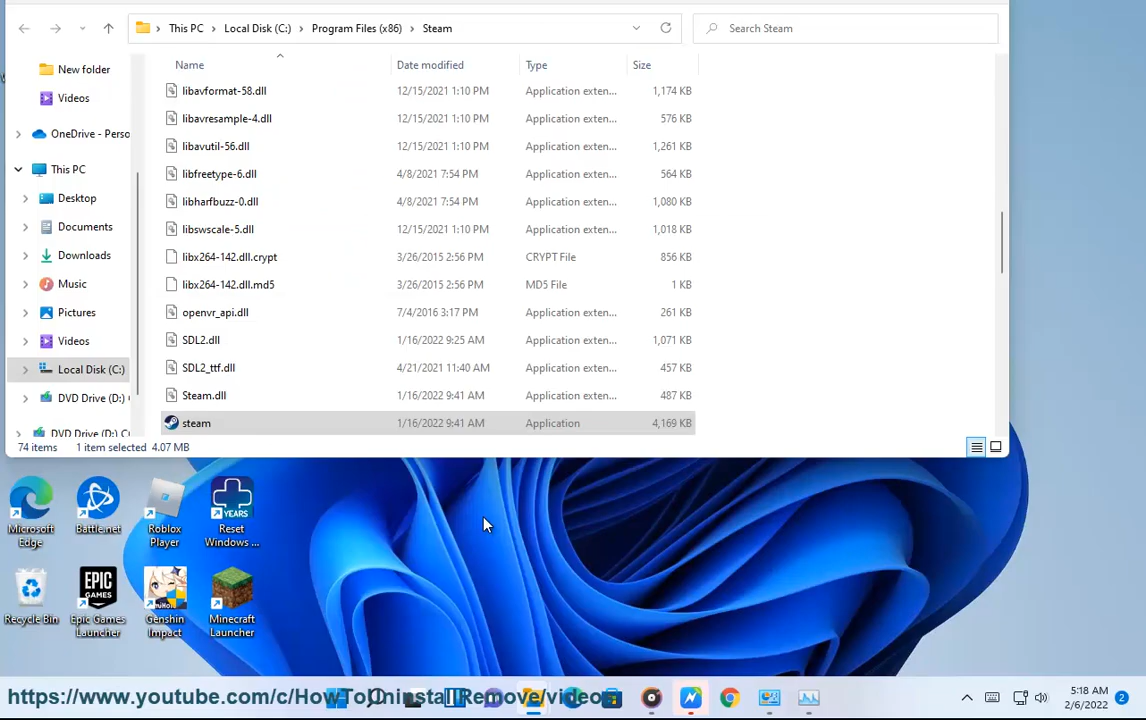 This PC > Local Disk (C:) > Program Files (x86) > Steam
Search Steam
New folder
Videos
OneDrive - Perso
This PC
Desktop
Documents
Downloads
Music
Pictures
Videos
Local Disk (C:)
DVD Drive (D:)
DVD Drive (D:) C
Name Date modified Type Size
libavformat-58.dll 12/15/2021 1:10 PM Application exten... 1,174 KB
libavresample-4.dll 12/15/2021 1:10 PM Application exten... 576 KB
libavutil-56.dll 12/15/2021 1:10 PM Application exten... 1,261 KB
libfreetype-6.dll 4/8/2021 7:54 PM Application exten... 564 KB
libharfbuzz-0.dll 4/8/2021 7:54 PM Application exten... 1,080 KB
libswscale-5.dll 12/15/2021 1:10 PM Application exten... 1,018 KB
libx264-142.dll.crypt 3/26/2015 2:56 PM CRYPT File 856 KB
libx264-142.dll.md5 3/26/2015 2:56 PM MD5 File 1 KB
openvr_api.dll 7/4/2016 3:17 PM Application exten... 261 KB
SDL2.dll 1/16/2022 9:25 AM Application exten... 1,071 KB
SDL2_ttf.dll 4/21/2021 11:40 AM Application exten... 457 KB
Steam.dll 1/16/2022 9:41 AM Application exten... 487 KB
steam 1/16/2022 9:41 AM Application 4,169 KB
74 items 1 item selected 4.07 MB
YEARS
Microsoft
Edge
Battle.net
Roblox
Player
Reset
Windows ...
EPIC
GAMES
Recycle Bin
Epic Games
Launcher
Genshin
Impact
Minecraft
Launcher
https://www.youtube.com/c/HowToUninstallRemove/videos
5:18 AM
2/6/2022
2